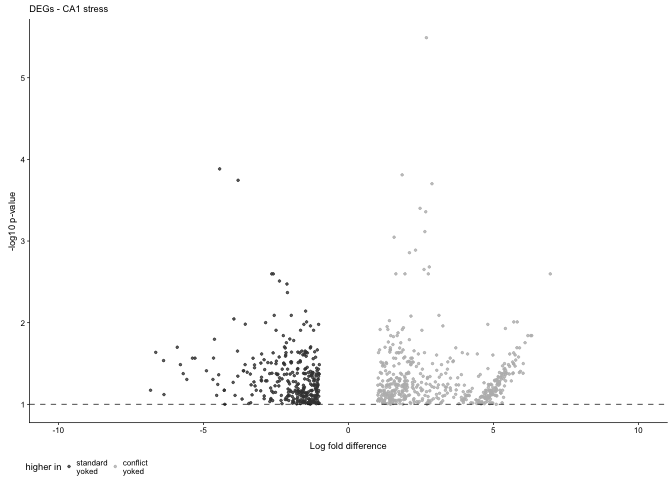 DEGs - CA1 stress
5
4
3
2
1
-log10 p-value
-10 -5 0 5 10
Log fold difference
higher in standard yoked conflict yoked